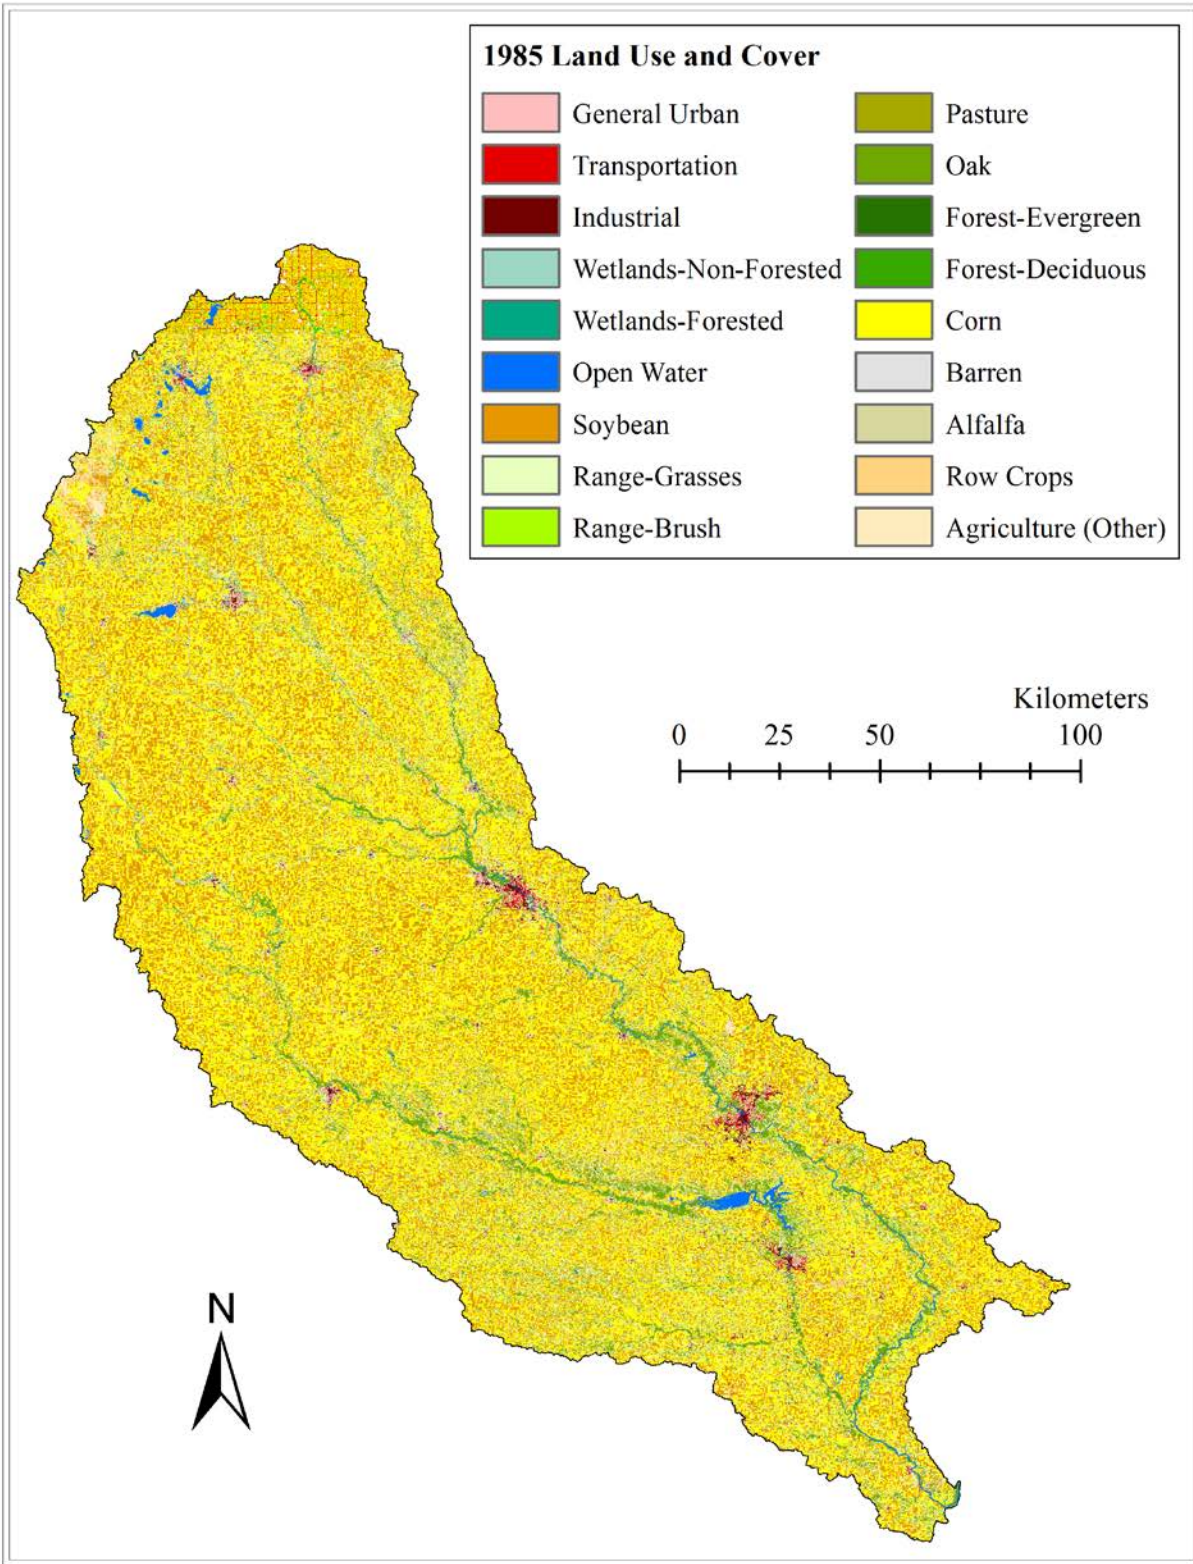 1985 Land Use and Cover
General Urban
Transportation
Industrial
Wetlands-Non-Forested
Wetlands-Forested
Open Water
Soybean
Range-Grasses
Range-Brush
Pasture
Oak
Forest-Evergreen
Forest-Deciduous
Corn
Barren
Alfalfa
Row Crops
Agriculture (Other)
Kilometers
0 25 50 100
N